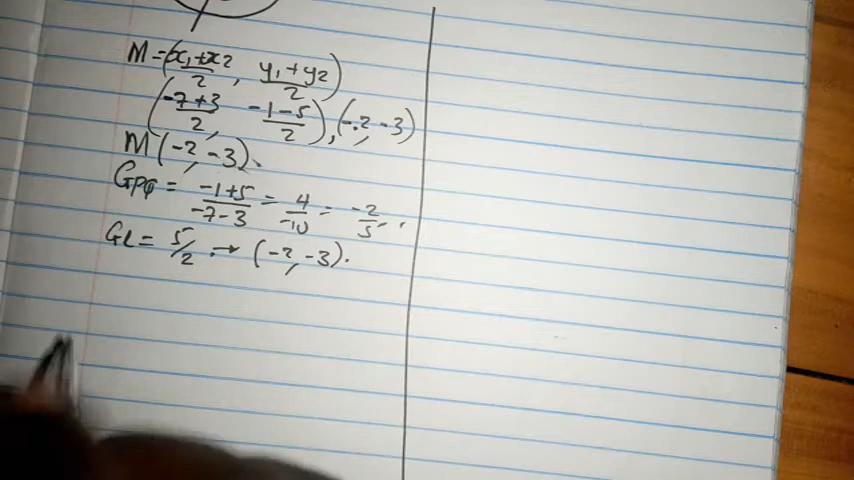 M = (x₁+x₂/2, y₁+y₂/2)
(-7+3/2, -1-5/2), (-2, -3)
M(-2, -3).
GPQ = -1+5/-7-3 = 4/-10 = -2/5.
GL = 5/2 → (-2, -3).